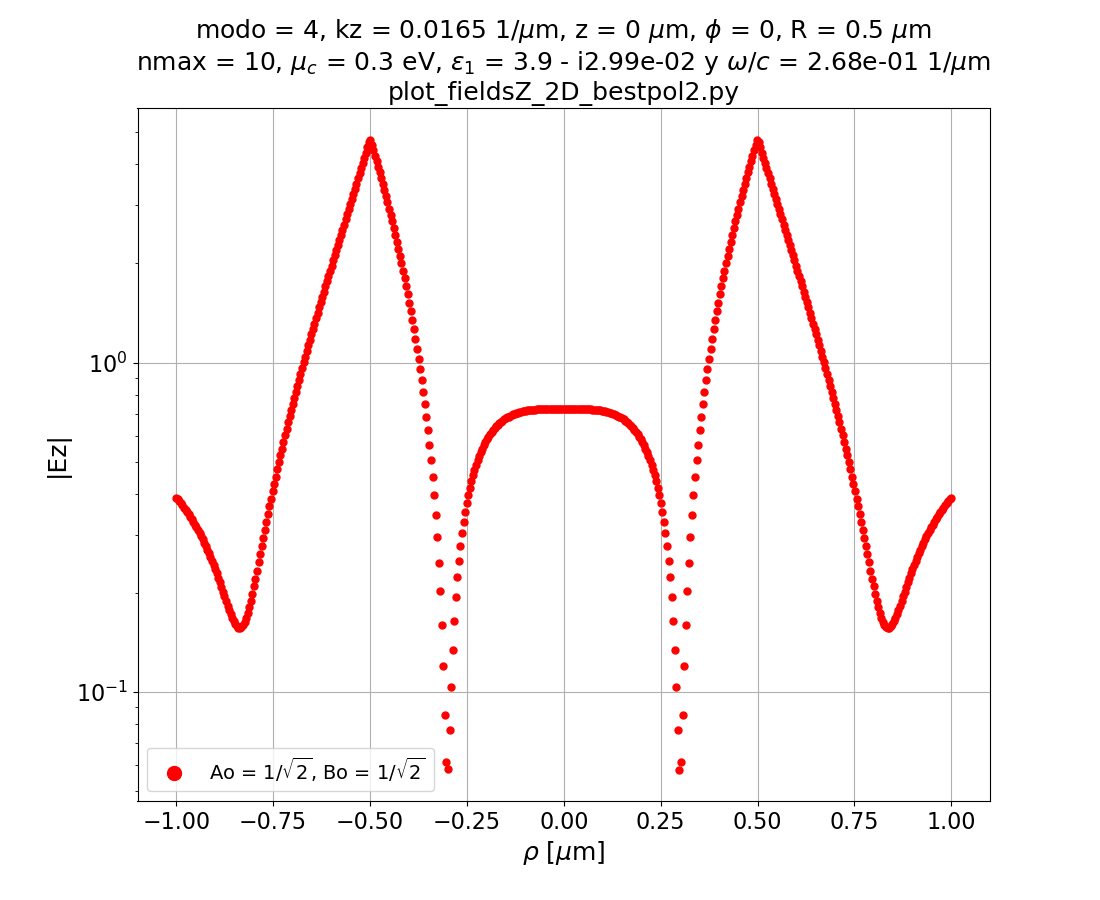 modo = 4, kz = 0.0165 1/μm, z = 0 μm, ϕ = 0, R = 0.5 μm
nmax = 10, μ_c = 0.3 eV, ε_1 = 3.9 - i2.99e-02 y ω/c = 2.68e-01 1/μm
plot_fieldsZ_2D_bestpol2.py
|Ez|
10^0
10^{-1}
Ao = 1/√2, Bo = 1/√2
−1.00 −0.75 −0.50 −0.25 0.00 0.25 0.50 0.75 1.00
ρ [μm]